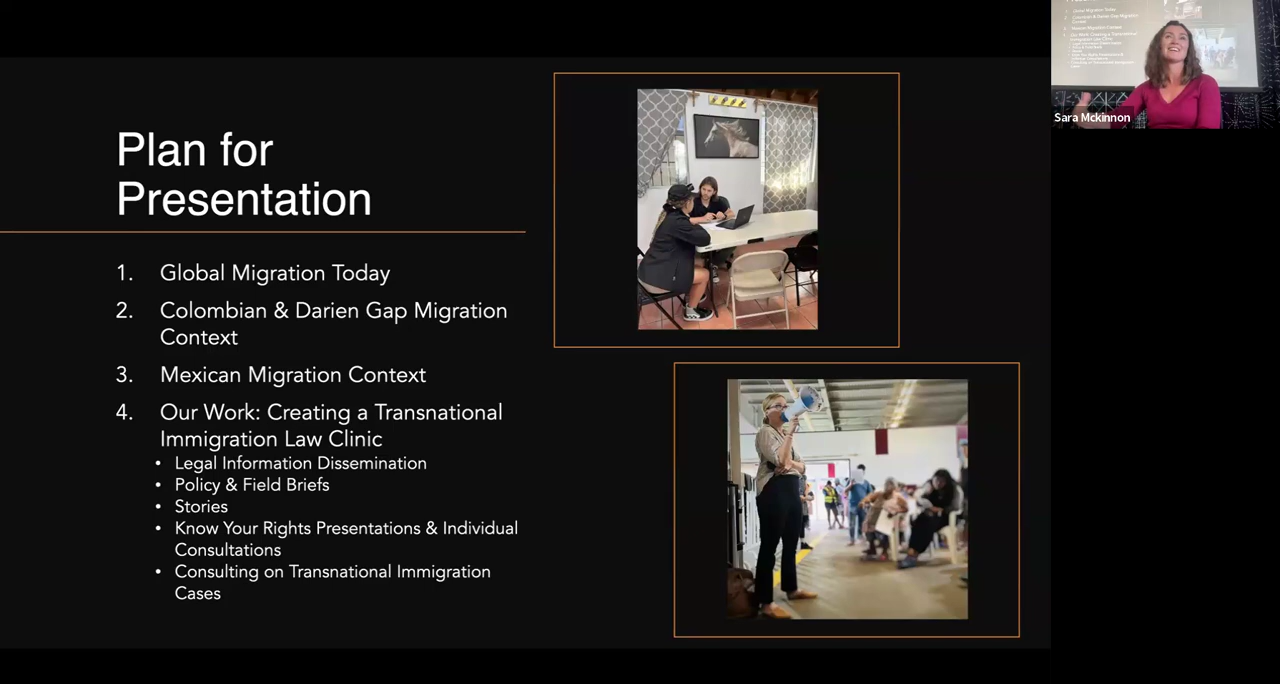 Plan for
Presentation
1. Global Migration Today
2. Colombian & Darien Gap Migration
Context
3. Mexican Migration Context
4. Our Work: Creating a Transnational
Immigration Law Clinic
• Legal Information Dissemination
• Policy & Field Briefs
• Stories
• Know Your Rights Presentations & Individual
Consultations
• Consulting on Transnational Immigration
Cases
Sara Mckinnon